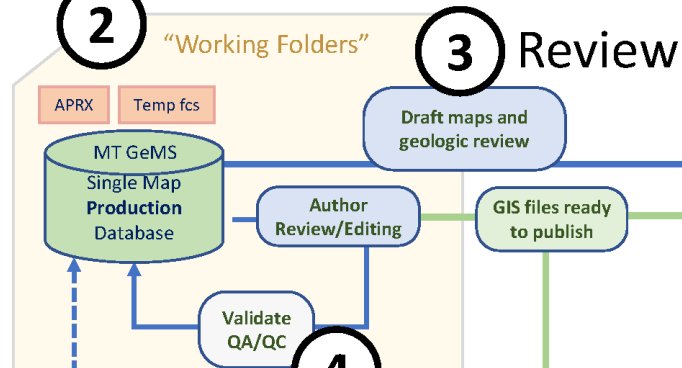 2
"Working Folders"
3
Review
APRX
Temp fcs
Draft maps and
geologic review
MT GeMS
Single Map
Production
Database
Author
Review/Editing
GIS files ready
to publish
Validate
QA/QC
4